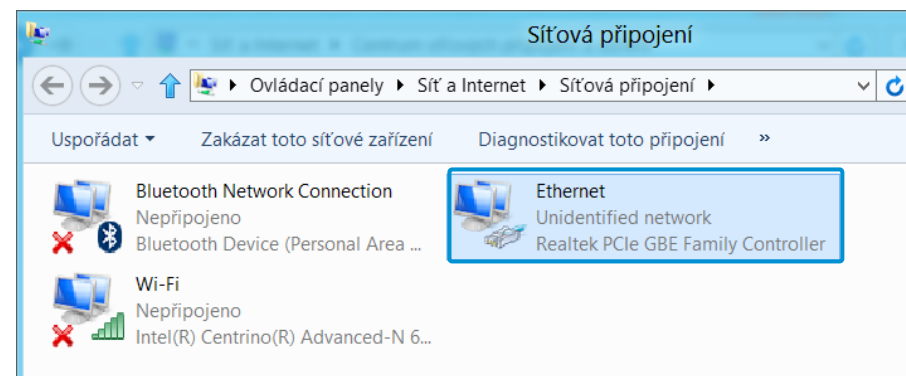 Síťová připojení
Ovládací panely Síť a Internet Síťová připojení
Uspořádat Zakázat toto síťové zařízení Diagnostikovat toto připojení »
Bluetooth Network Connection
Nepřipojeno
Bluetooth Device (Personal Area ...
Ethernet
Unidentified network
Realtek PCIe GBE Family Controller
Wi-Fi
Nepřipojeno
Intel(R) Centrino(R) Advanced-N 6...